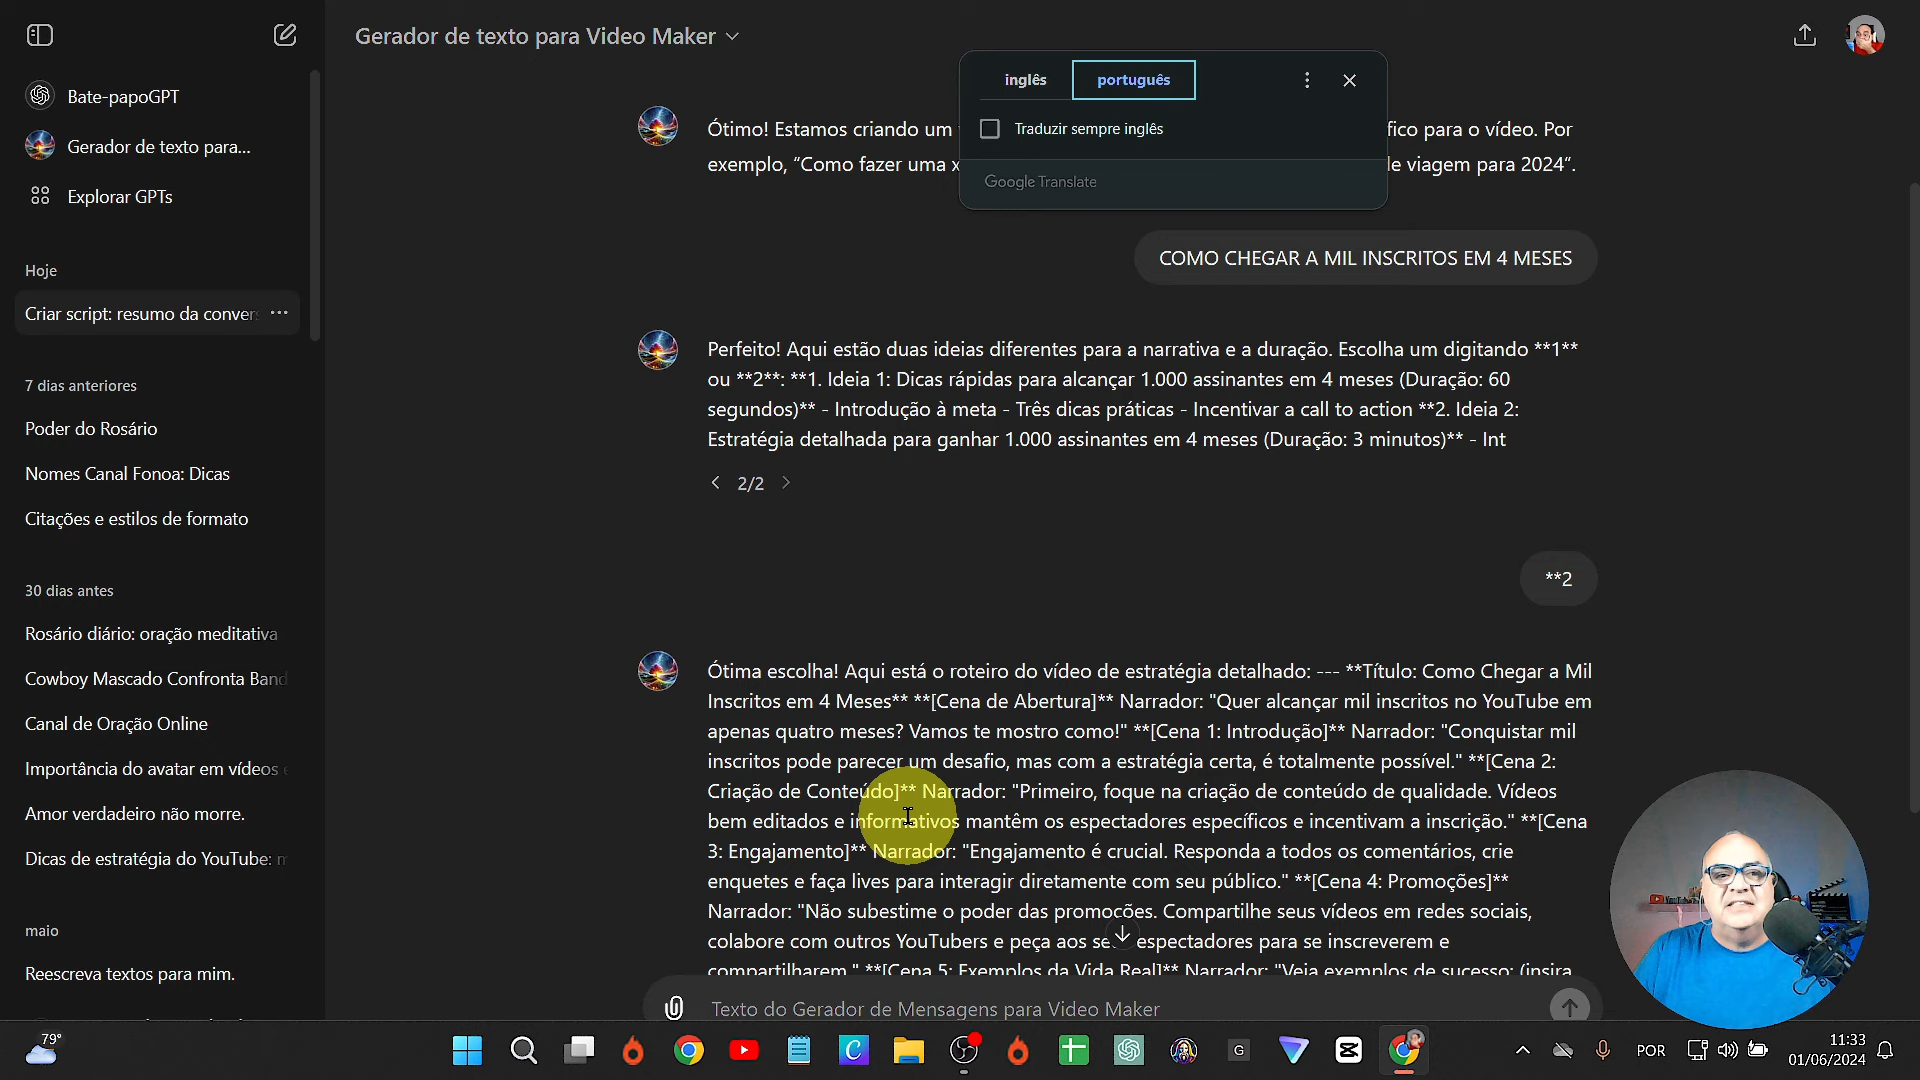 Gerador de texto para Video Maker
Bate-papoGPT
Gerador de texto para...
Explorar GPTs
Hoje
Criar script: resumo da conver
7 dias anteriores
Poder do Rosário
Nomes Canal Fonoa: Dicas
Citações e estilos de formato
30 dias antes
Rosário diário: oração meditativa
Cowboy Mascado Confronta Band
Canal de Oração Online
Importância do avatar em vídeos
Amor verdadeiro não morre.
Dicas de estratégia do YouTube:
maio
Reescreva textos para mim.
inglês português
Traduzir sempre inglês
Google Translate
Ótimo! Estamos criando um fico para o vídeo. Por
exemplo, “Como fazer uma x le viagem para 2024“.
COMO CHEGAR A MIL INSCRITOS EM 4 MESES
Perfeito! Aqui estão duas ideias diferentes para a narrativa e a duração. Escolha um digitando **1**
ou **2**: **1. Ideia 1: Dicas rápidas para alcançar 1.000 assinantes em 4 meses (Duração: 60
segundos)** - Introdução à meta - Três dicas práticas - Incentivar a call to action **2. Ideia 2:
Estratégia detalhada para ganhar 1.000 assinantes em 4 meses (Duração: 3 minutos)** - Int
2/2
**2
Ótima escolha! Aqui está o roteiro do vídeo de estratégia detalhado: --- **Título: Como Chegar a Mil
Inscritos em 4 Meses** **[Cena de Abertura]** Narrador: "Quer alcançar mil inscritos no YouTube em
apenas quatro meses? Vamos te mostro como!" **[Cena 1: Introdução]** Narrador: "Conquistar mil
inscritos pode parecer um desafio, mas com a estratégia certa, é totalmente possível." **[Cena 2:
Criação de Conteúdo]** Narrador: "Primeiro, foque na criação de conteúdo de qualidade. Vídeos
bem editados e informativos mantêm os espectadores específicos e incentivam a inscrição." **[Cena
3: Engajamento]** Narrador: "Engajamento é crucial. Responda a todos os comentários, crie
enquetes e faça lives para interagir diretamente com seu público." **[Cena 4: Promoções]**
Narrador: "Não subestime o poder das promoções. Compartilhe seus vídeos em redes sociais,
colabore com outros YouTubers e peça aos se espectadores para se inscreverem e
compartilharem." **[Cena 5: Exemplos da Vida Real]** Narrador: "Veja exemplos de sucesso: (insira
Texto do Gerador de Mensagens para Video Maker
79°
POR
11:33
01/06/2024